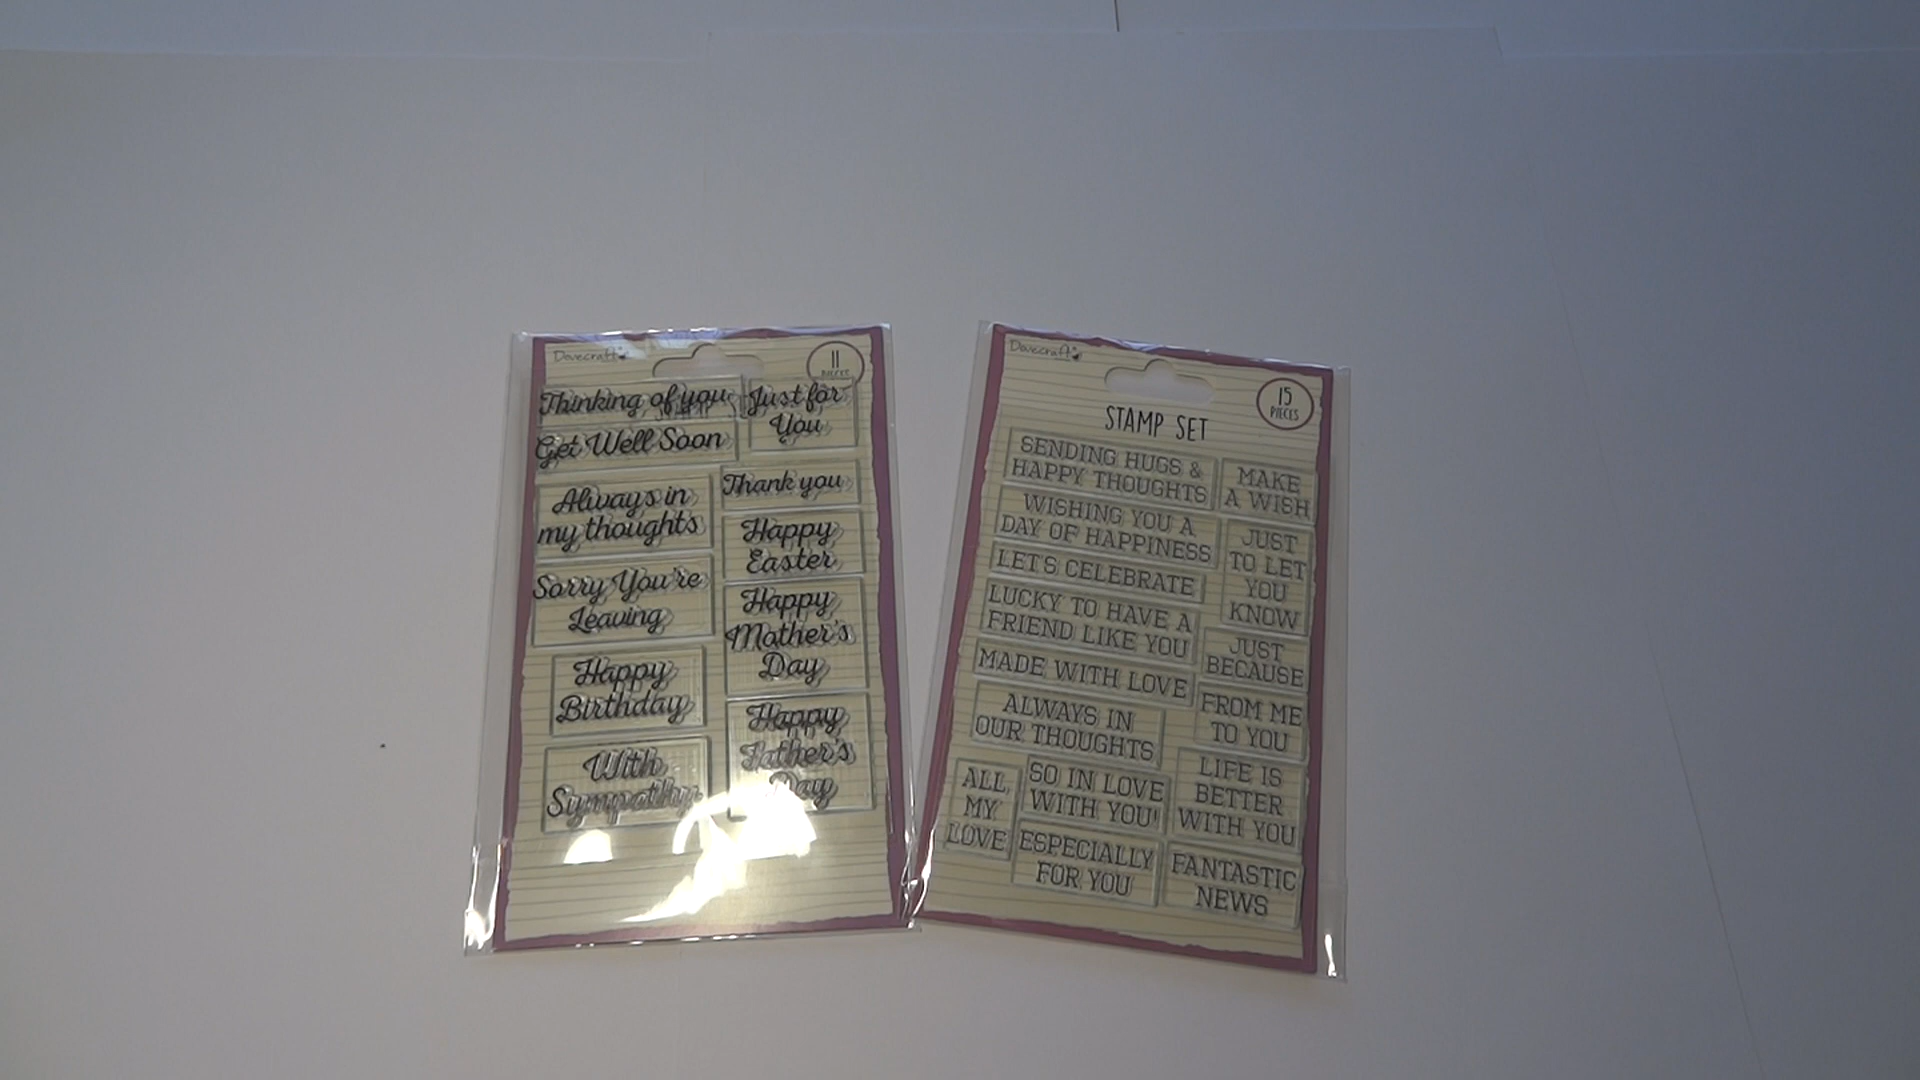 Dovecraft
11
PIECES
Thinking of you
Just for
You
Get Well Soon
Thank you
Always in
my thoughts
Happy
Easter
Sorry You're
Leaving
Happy
Mother's
Day
Happy
Birthday
Happy
Father's
Day
With
Sympathy
Dovecraft
15
PIECES
STAMP SET
SENDING HUGS &
HAPPY THOUGHTS
MAKE
A WISH
WISHING YOU A
DAY OF HAPPINESS
JUST
TO LET
YOU
KNOW
LET'S CELEBRATE
LUCKY TO HAVE A
FRIEND LIKE YOU
JUST
BECAUSE
MADE WITH LOVE
FROM ME
TO YOU
ALWAYS IN
OUR THOUGHTS
LIFE IS
BETTER
WITH YOU
ALL
MY
LOVE
SO IN LOVE
WITH YOU!
ESPECIALLY
FOR YOU
FANTASTIC
NEWS